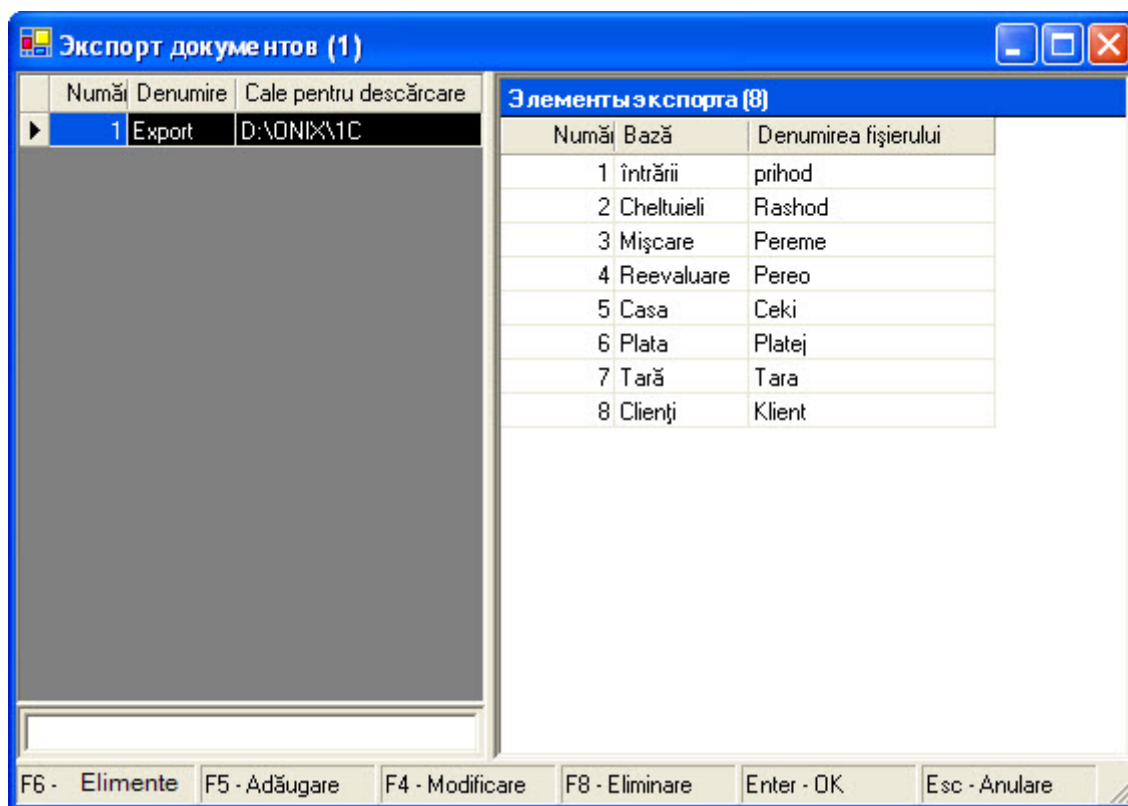 Экспорт документов (1)
Număi Denumire Cale pentru descărcare
1 Export D:\ONIX\1C
Элементы экспорта (8)
Număi Bază Denumirea fişierului
1 întrării prihod
2 Cheltuieli Rashod
3 Mişcare Pereme
4 Reevaluare Pereo
5 Casa Ceki
6 Plata Platej
7 Tară Tara
8 Clienţi Klient
F6 - Elimente F5 - Adăugare F4 - Modificare F8 - Eliminare Enter - OK Esc - Anulare